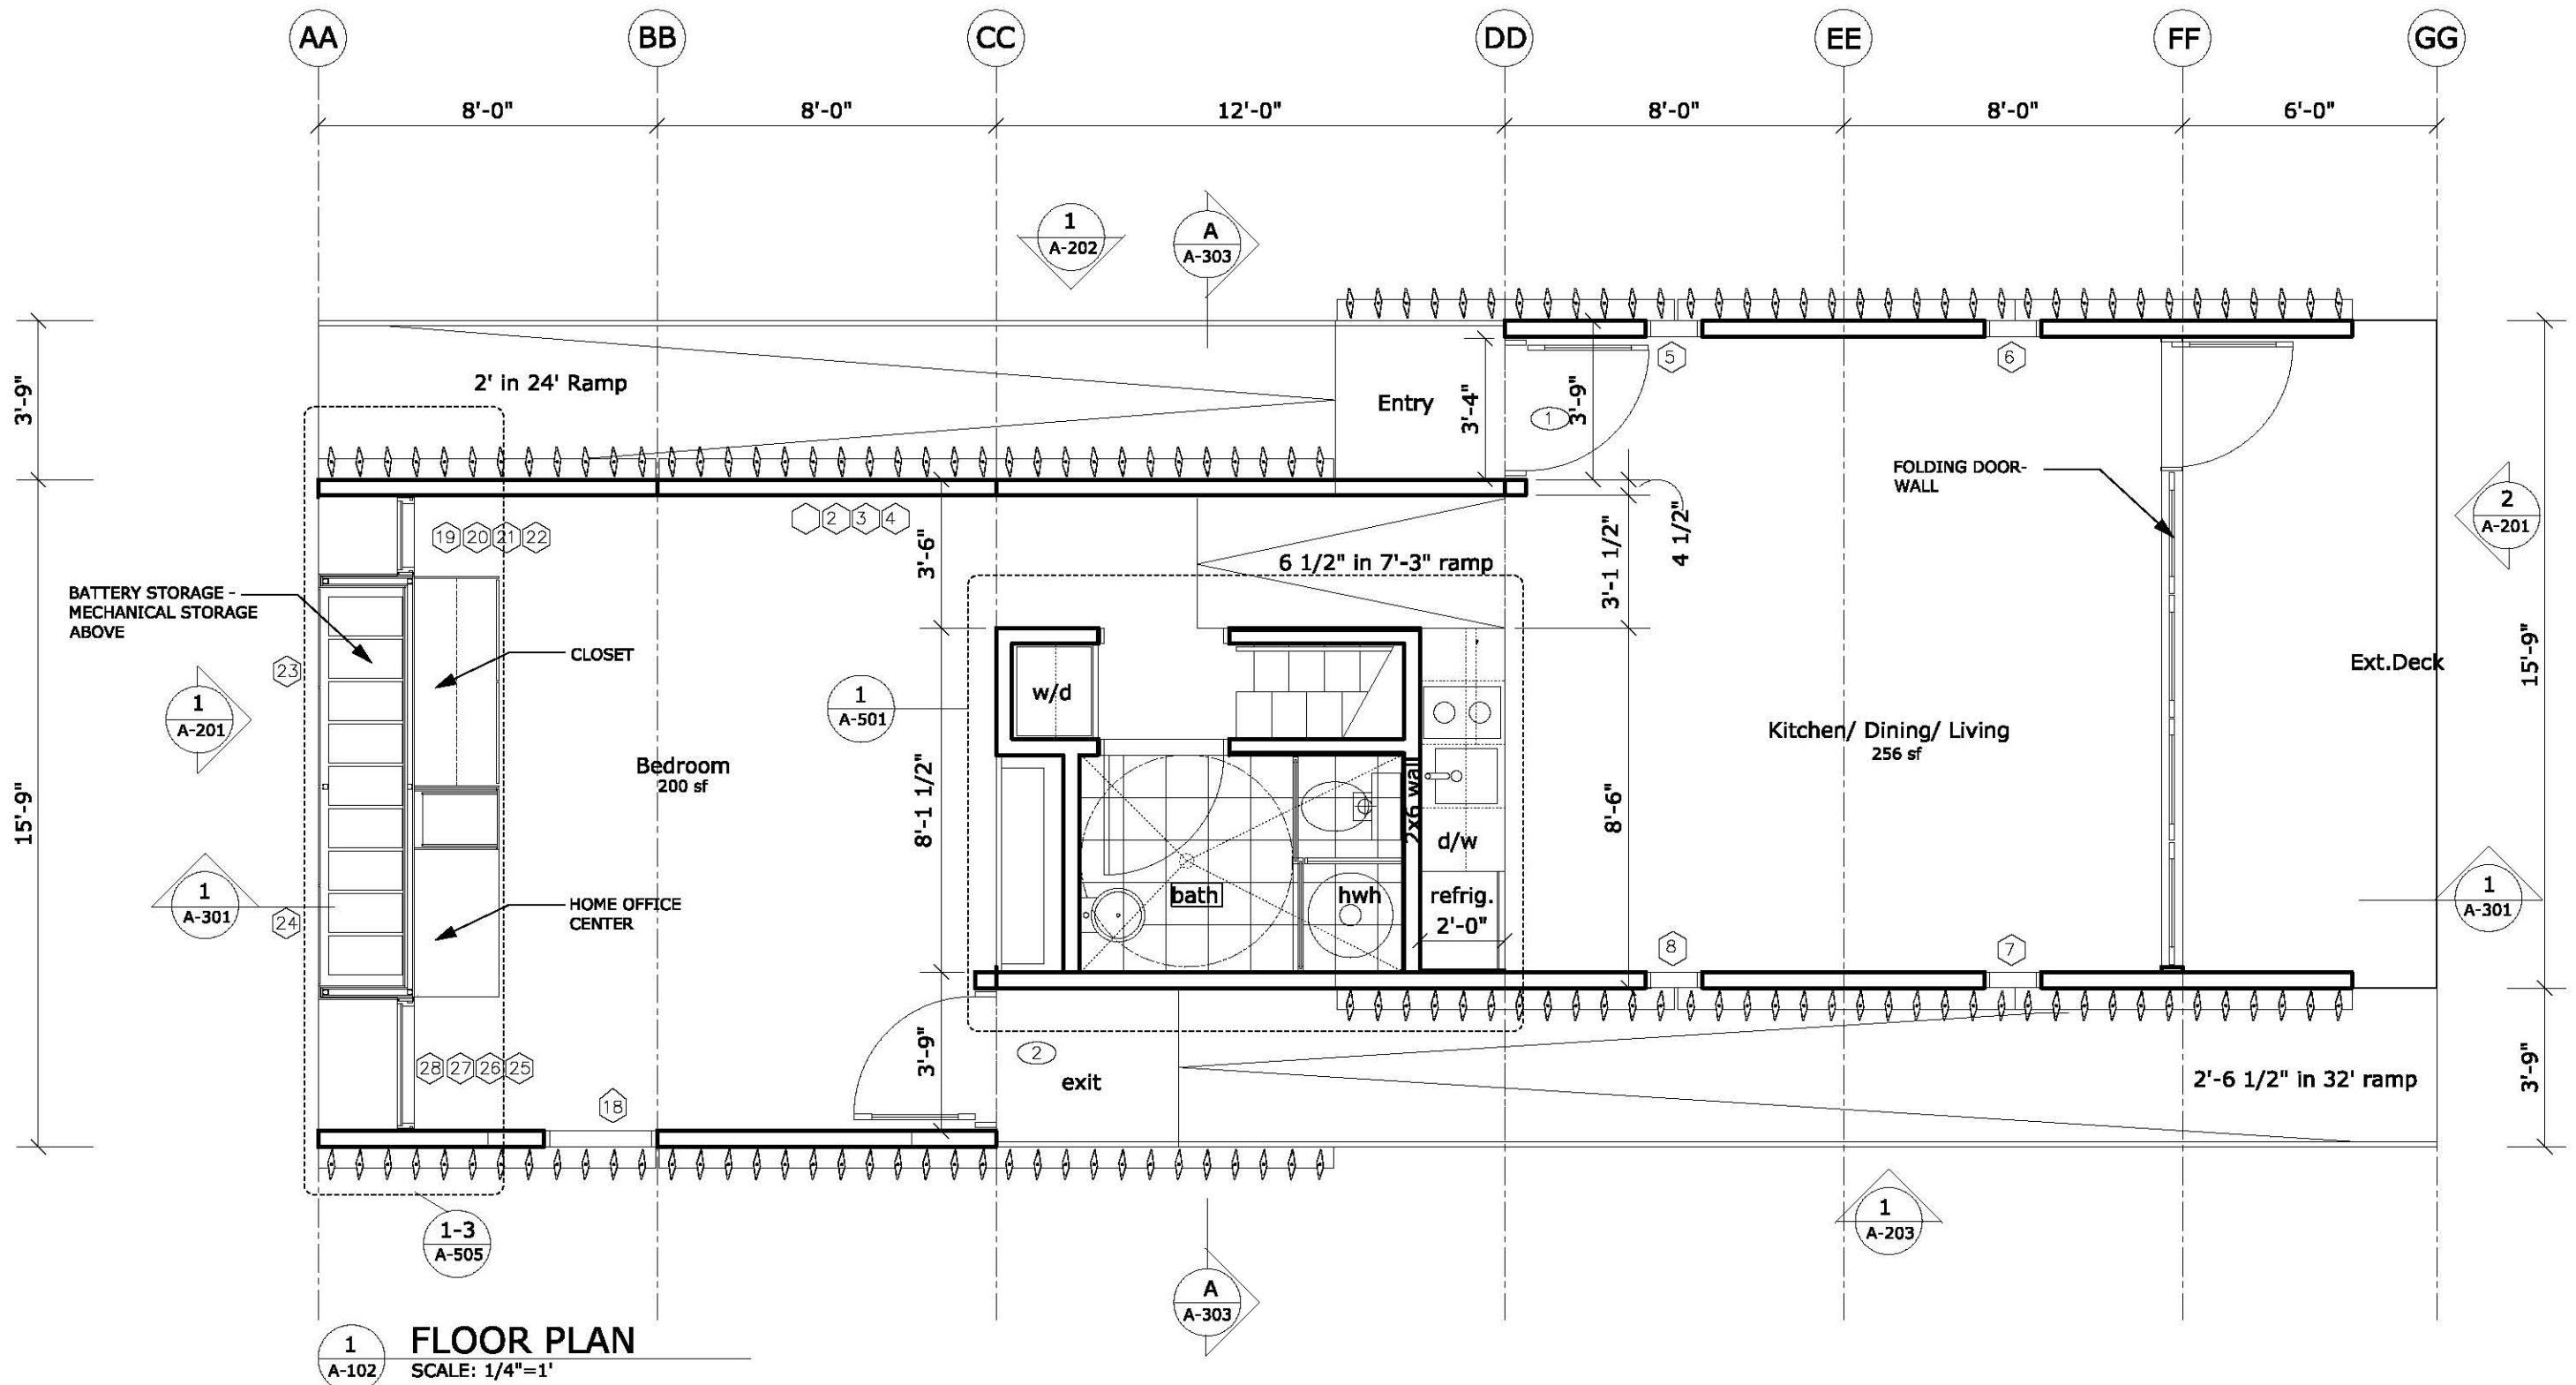 AA BB CC DD EE FF GG
8'-0" 8'-0" 12'-0" 8'-0" 8'-0" 6'-0"
1
A-202
A
A-303
3'-9"
2' in 24' Ramp
Entry
3'-4"
1
3'-9"
5
6
FOLDING DOOR-
WALL
2
A-201
19 20 21 22
2 3 4
3'-6"
6 1/2" in 7'-3" ramp
3'-1 1/2"
4 1/2"
BATTERY STORAGE -
MECHANICAL STORAGE
ABOVE
23
CLOSET
1
A-201
1
A-501
w/d
Ext.Deck
15'-9"
Kitchen/ Dining/ Living
256 sf
Bedroom
200 sf
15'-9"
8'-1 1/2"
2x6 wall
d/w
8'-6"
bath
hwh
refrig.
2'-0"
HOME OFFICE
CENTER
1
A-301
24
1
A-301
8
7
28 27 26 25
18
3'-9"
2
exit
2'-6 1/2" in 32' ramp
3'-9"
1-3
A-505
1
A-203
A
A-303
1
A-102
FLOOR PLAN
SCALE: 1/4"=1'